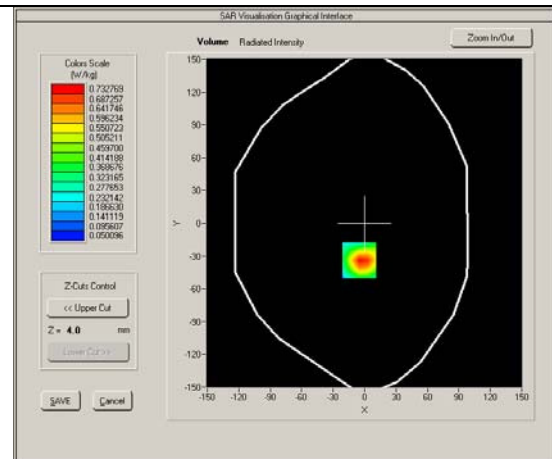 SAR Visualisation Graphical Interface
Volume Radiated Intensity
Zoom In/Out
Colors Scale
(W/kg)
0.732769
0.687257
0.641746
0.596234
0.550723
0.505211
0.459700
0.414188
0.368676
0.323165
0.277653
0.232142
0.186630
0.141119
0.095607
0.050096
Z-Cuts Control
<< Upper Cut
Z = 4.0 mm
Lower Cut >>
SAVE Cancel
Y
150
120
90
60
30
0
-30
-60
-90
-120
-150
-150 -120 -90 -60 -30 0 30 60 90 120 150
X